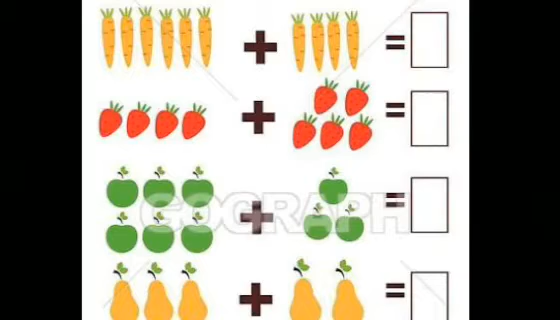 + =
+ =
GOGRAPH
+ =
+ =